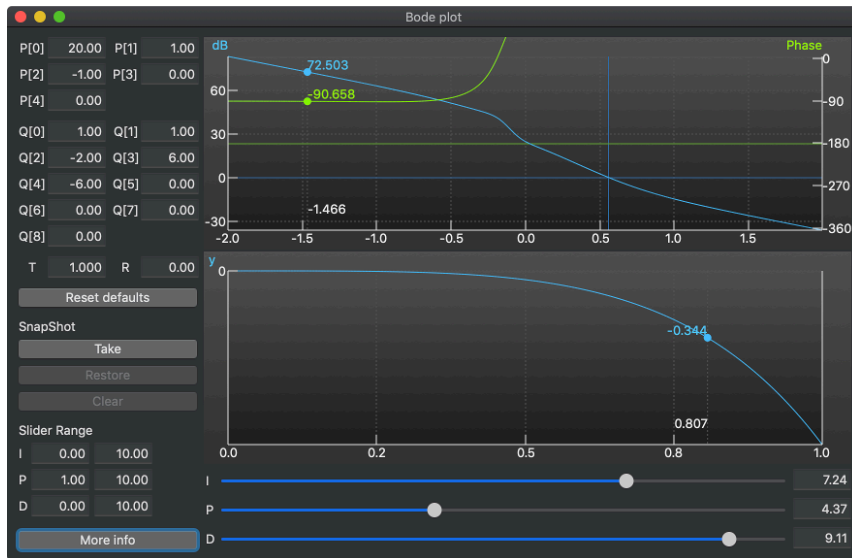 Bode plot
P[0] 20.00 P[1] 1.00
P[2] -1.00 P[3] 0.00
P[4] 0.00
Q[0] 1.00 Q[1] 1.00
Q[2] -2.00 Q[3] 6.00
Q[4] -6.00 Q[5] 0.00
Q[6] 0.00 Q[7] 0.00
Q[8] 0.00
T 1.000 R 0.00
Reset defaults
SnapShot
Take
Restore
Clear
Slider Range
I 0.00 10.00
P 1.00 10.00
D 0.00 10.00
More info
dB Phase
72.503
-90.658
-1.466
60
30
0
-30
0
-90
-180
-270
-360
-2.0 -1.5 -1.0 -0.5 0.0 0.5 1.0 1.5
y
0
-0.344
0.807
0.0 0.2 0.5 0.8 1.0
I 7.24
P 4.37
D 9.11